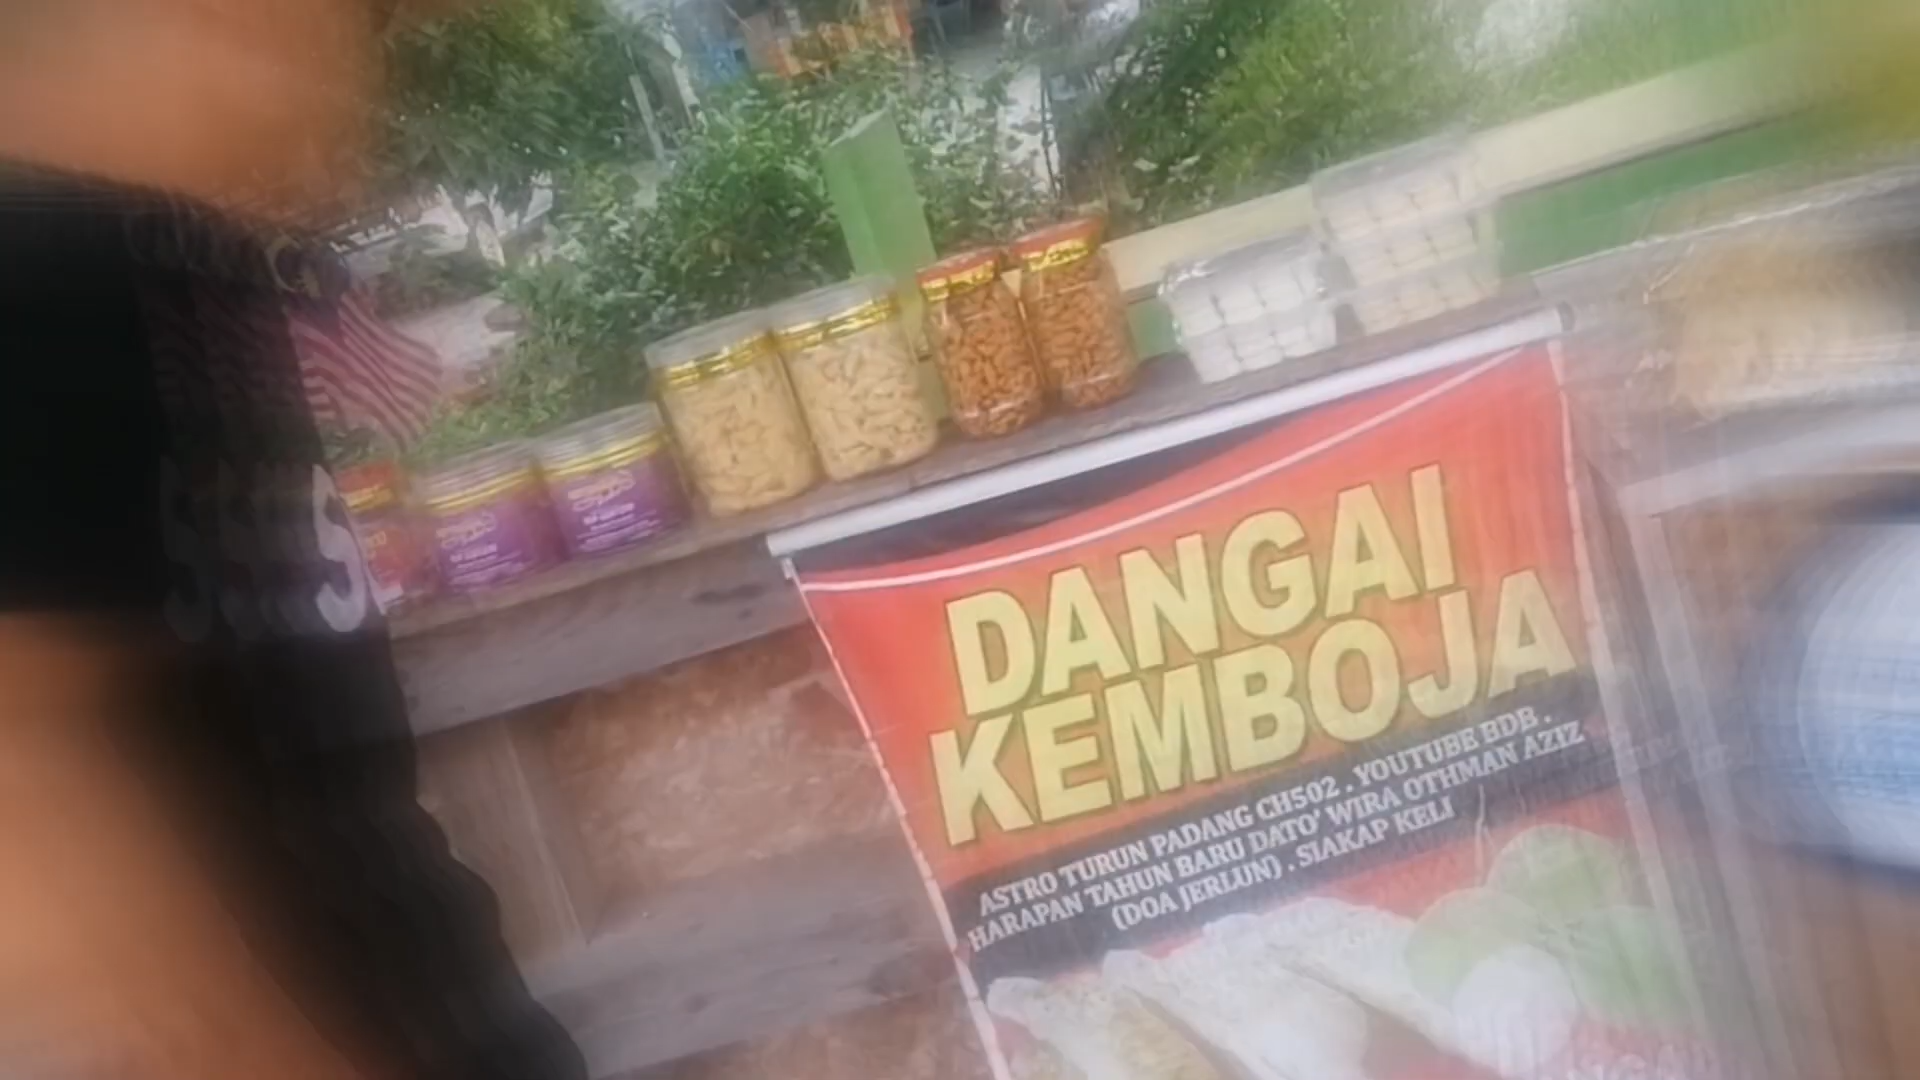 DANGAI
KEMBOJA
ASTRO TURUN PADANG CH502 . YOUTUBE BDB .
HARAPAN TAHUN BARU DATO' WIRA OTHMAN AZIZ
(DOA JERLUN) . SIAKAP KELI